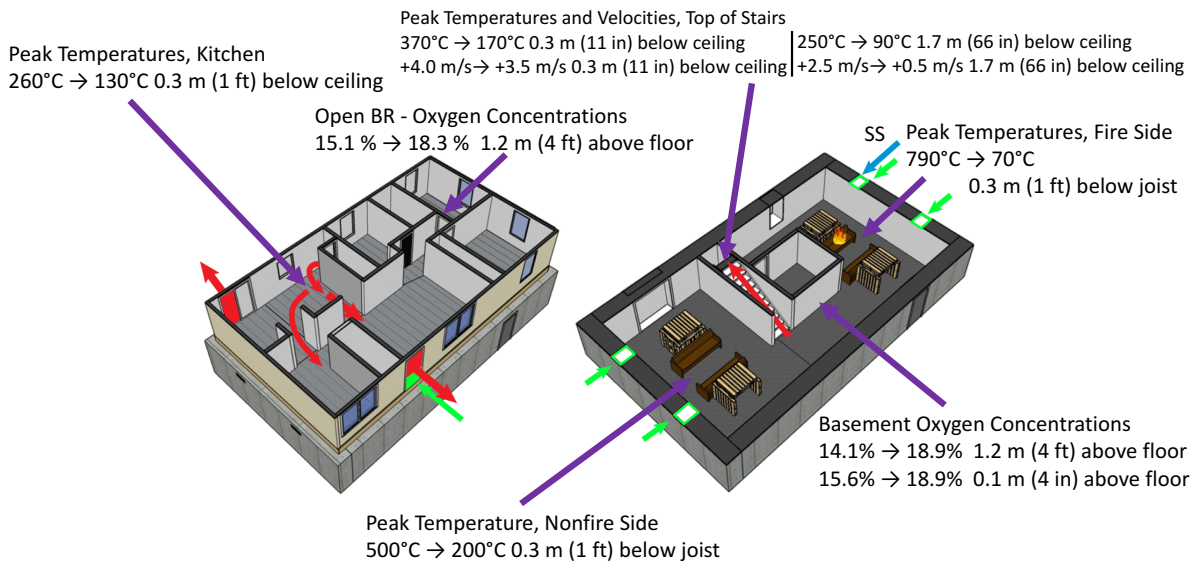 Peak Temperatures and Velocities, Top of Stairs
370°C → 170°C 0.3 m (11 in) below ceiling
+4.0 m/s→ +3.5 m/s 0.3 m (11 in) below ceiling
250°C → 90°C 1.7 m (66 in) below ceiling
+2.5 m/s→ +0.5 m/s 1.7 m (66 in) below ceiling
Peak Temperatures, Kitchen
260°C → 130°C 0.3 m (1 ft) below ceiling
Open BR - Oxygen Concentrations
15.1 % → 18.3 % 1.2 m (4 ft) above floor
SS
Peak Temperatures, Fire Side
790°C → 70°C
0.3 m (1 ft) below joist
Basement Oxygen Concentrations
14.1% → 18.9% 1.2 m (4 ft) above floor
15.6% → 18.9% 0.1 m (4 in) above floor
Peak Temperature, Nonfire Side
500°C → 200°C 0.3 m (1 ft) below joist